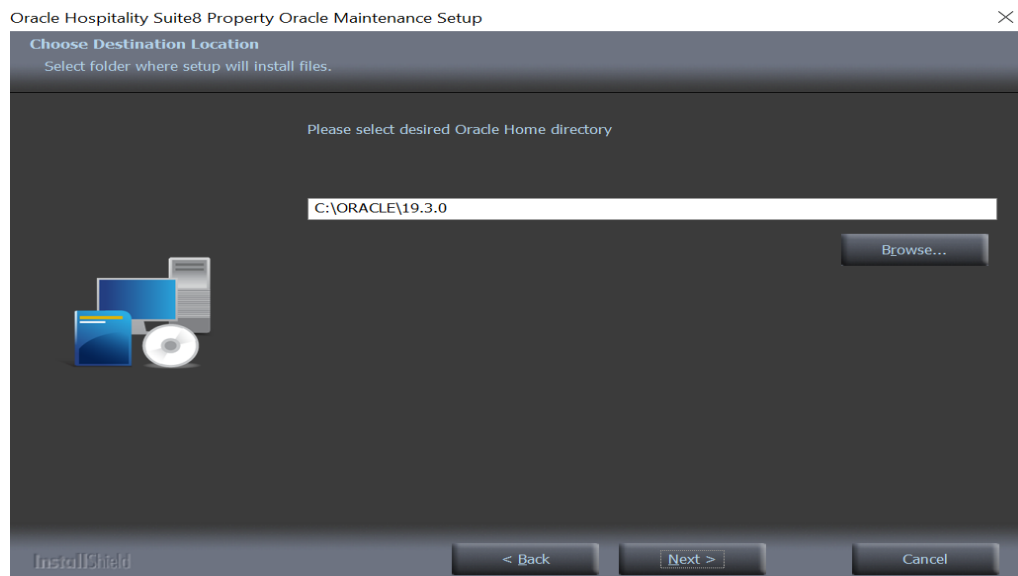 Oracle Hospitality Suite8 Property Oracle Maintenance Setup
Choose Destination Location
Select folder where setup will install files.
Please select desired Oracle Home directory
C:\ORACLE\19.3.0
Browse...
InstallShield
< Back
Next >
Cancel